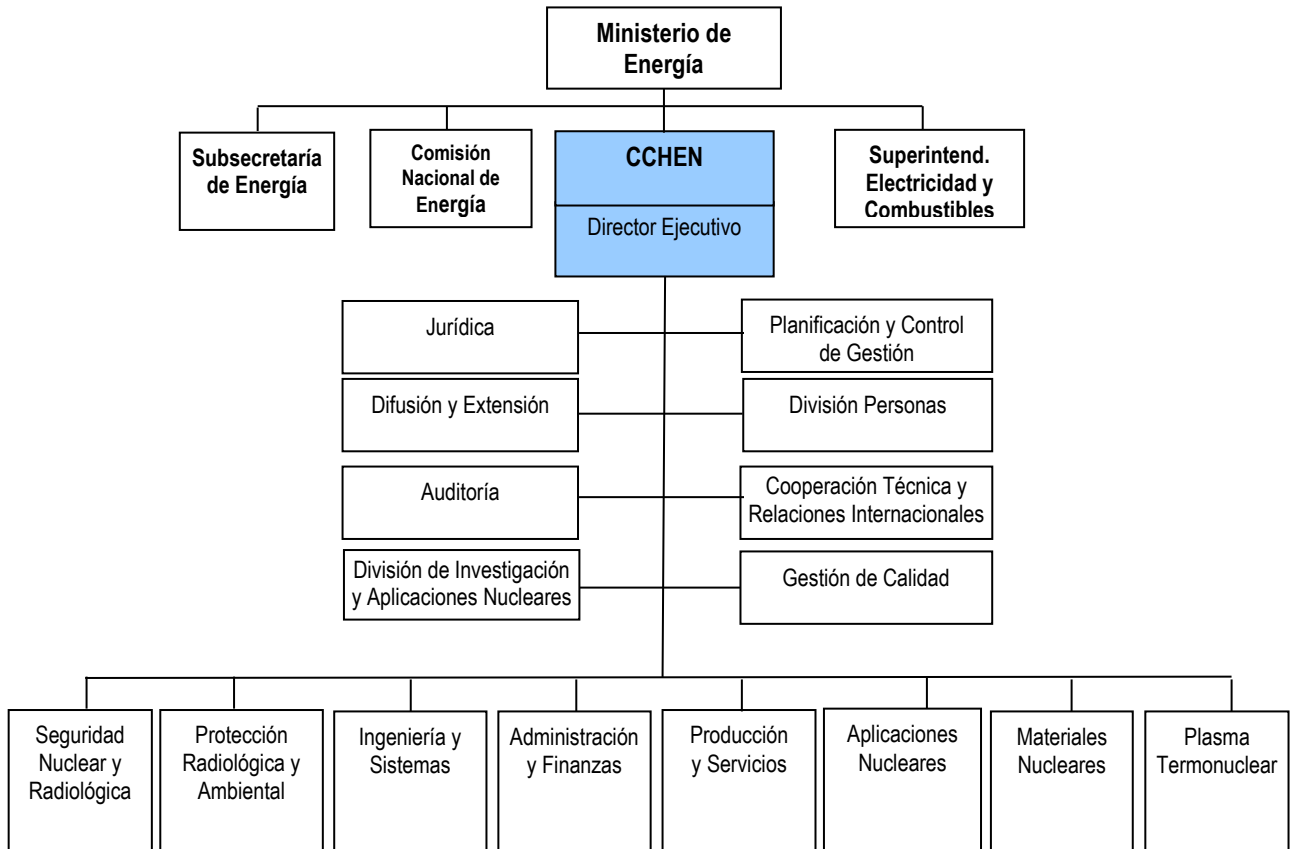 Ministerio de
Energía
Subsecretaría
de Energía
Comisión
Nacional de
Energía
CCHEN
Director Ejecutivo
Superintend.
Electricidad y
Combustibles
Jurídica
Planificación y Control
de Gestión
Difusión y Extensión
División Personas
Auditoría
Cooperación Técnica y
Relaciones Internacionales
División de Investigación
y Aplicaciones Nucleares
Gestión de Calidad
Seguridad
Nuclear y
Radiológica
Protección
Radiológica y
Ambiental
Ingeniería y
Sistemas
Administración
y Finanzas
Producción
y Servicios
Aplicaciones
Nucleares
Materiales
Nucleares
Plasma
Termonuclear